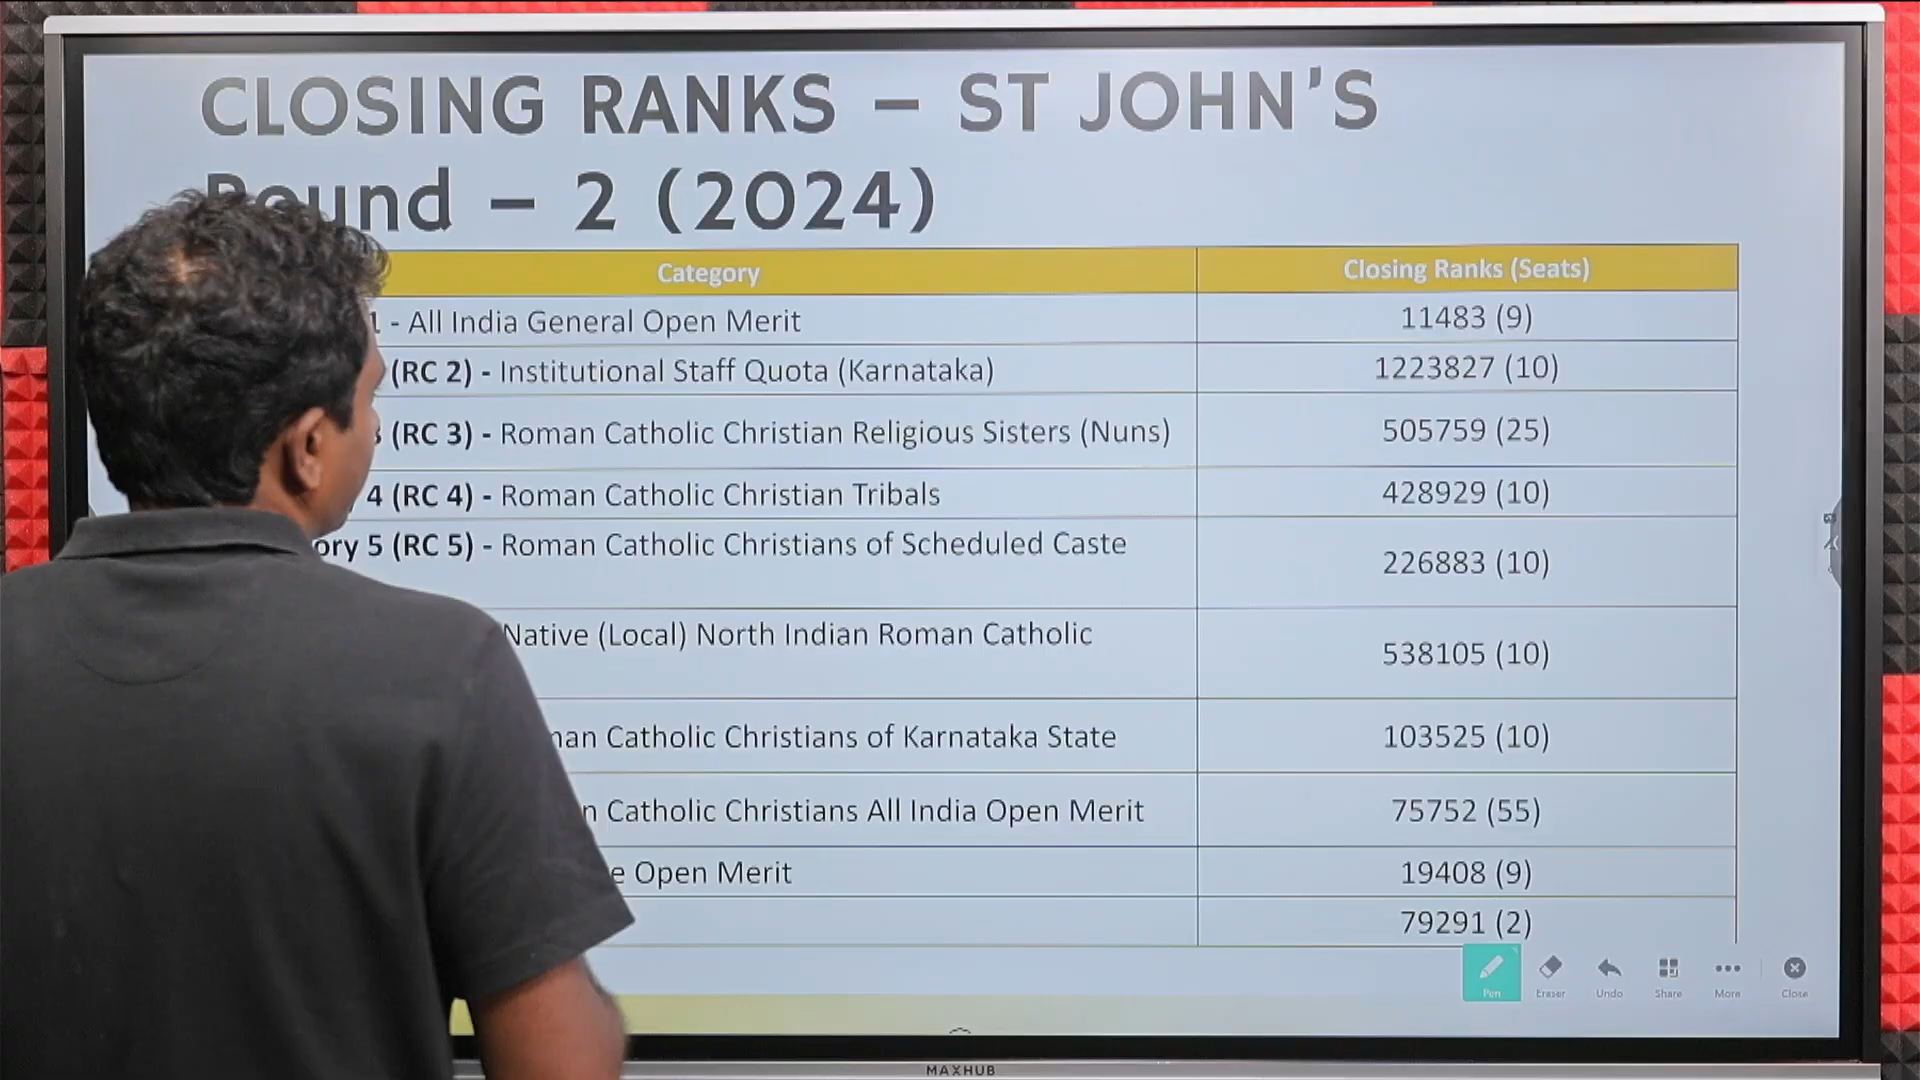 CLOSING RANKS – ST JOHN'S
Round – 2 (2024)
Category Closing Ranks (Seats)
1 - All India General Open Merit 11483 (9)
(RC 2) - Institutional Staff Quota (Karnataka) 1223827 (10)
3 (RC 3) - Roman Catholic Christian Religious Sisters (Nuns) 505759 (25)
4 (RC 4) - Roman Catholic Christian Tribals 428929 (10)
ory 5 (RC 5) - Roman Catholic Christians of Scheduled Caste 226883 (10)
Native (Local) North Indian Roman Catholic 538105 (10)
Catholic Christians of Karnataka State 103525 (10)
Catholic Christians All India Open Merit 75752 (55)
Open Merit 19408 (9)
79291 (2)
Pen Eraser Undo Share More Close
MAXHUB